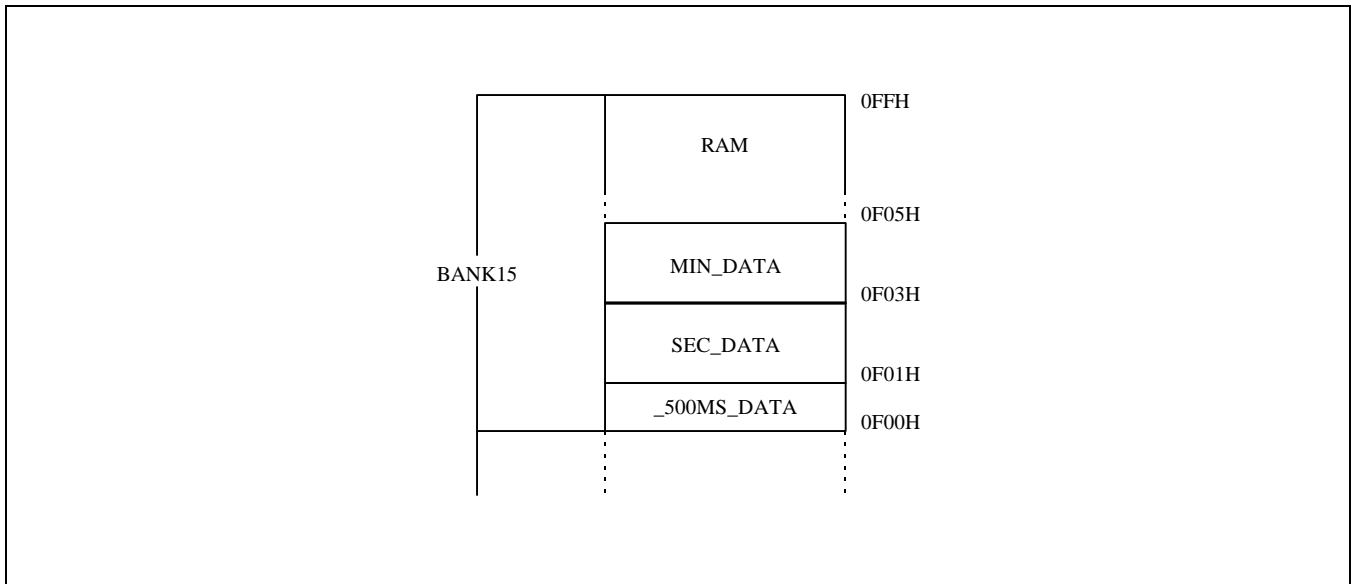 0FFH
RAM
0F05H
BANK15
MIN_DATA
0F03H
SEC_DATA
0F01H
_500MS_DATA
0F00H